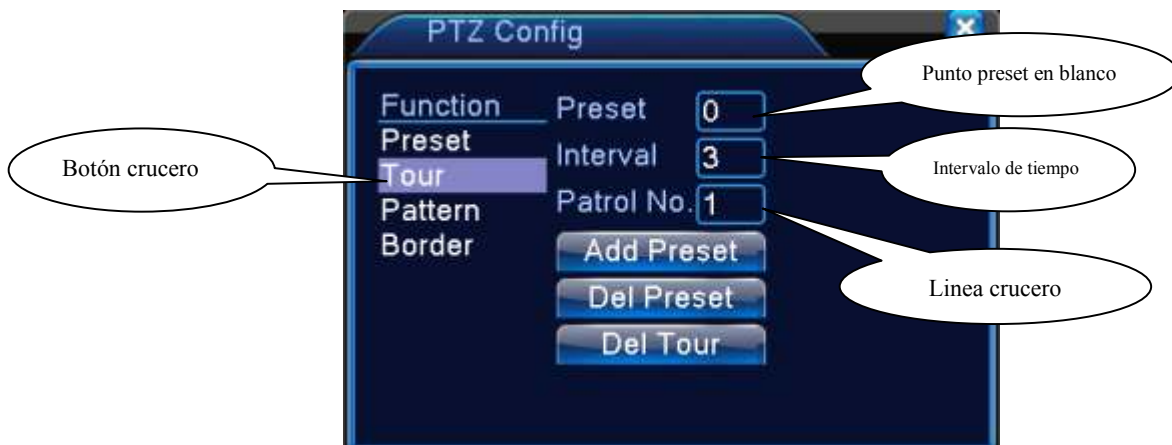 PTZ Config
Punto preset en blanco
Function
Preset 0
Preset
Interval 3
Intervalo de tiempo
Botón crucero
Tour
Patrol No. 1
Pattern
Border
Add Preset
Linea crucero
Del Preset
Del Tour